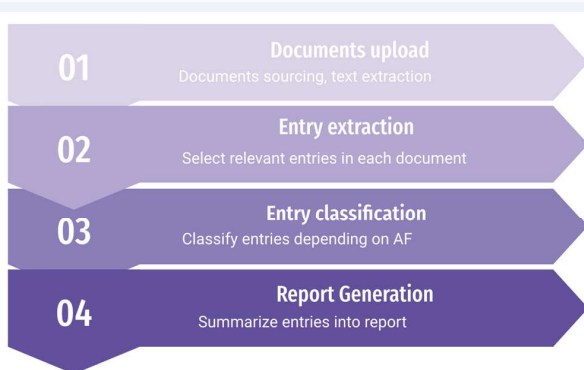 01
Documents upload
Documents sourcing, text extraction
02
Entry extraction
Select relevant entries in each document
03
Entry classification
Classify entries depending on AF
04
Report Generation
Summarize entries into report